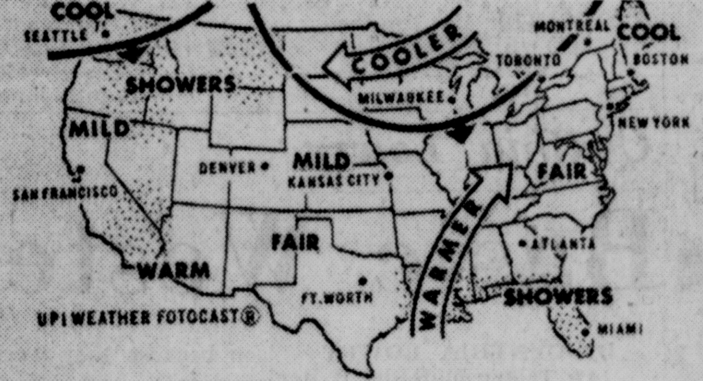 COOL
SEATTLE
SHOWERS
MILD
SAN FRANCISCO
WARM
DENVER
MILD
KANSAS CITY
FAIR
FT. WORTH
COOLER
MILWAUKEE
MONTREAL
COOL
TORONTO
BOSTON
NEW YORK
FAIR
WARMER
ATLANTA
SHOWERS
MIAMI
UPI WEATHER FOTOCAST®